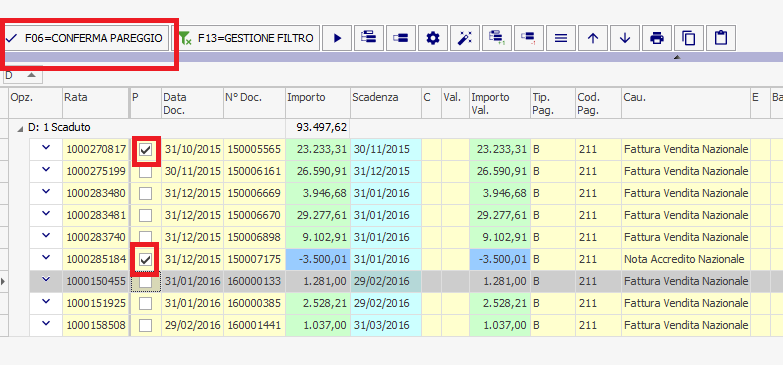 F06=CONFERMA PAREGGIO F13=GESTIONE FILTRO
D
Opz. Rata P Data Doc. N° Doc. Importo Scadenza C Val. Importo Val. Tip. Pag. Cod. Pag. Cau. E Ba
D: 1 Scaduto 93.497,62
1000270817 31/10/2015 150005565 23.233,31 30/11/2015 23.233,31 B 211 Fattura Vendita Nazionale
1000275199 30/11/2015 150006161 26.590,91 31/12/2015 26.590,91 B 211 Fattura Vendita Nazionale
1000283480 31/12/2015 150006669 3.946,68 31/01/2016 3.946,68 B 211 Fattura Vendita Nazionale
1000283481 31/12/2015 150006670 29.277,61 31/01/2016 29.277,61 B 211 Fattura Vendita Nazionale
1000283740 31/12/2015 150006898 9.102,91 31/01/2016 9.102,91 B 211 Fattura Vendita Nazionale
1000285184 31/12/2015 150007175 -3.500,01 31/01/2016 -3.500,01 B 211 Nota Accredito Nazionale
1000150455 31/01/2016 160000133 1.281,00 29/02/2016 1.281,00 B 211 Fattura Vendita Nazionale
1000151925 31/01/2016 160000385 2.528,21 29/02/2016 2.528,21 B 211 Fattura Vendita Nazionale
1000158508 29/02/2016 160001441 1.037,00 31/03/2016 1.037,00 B 211 Fattura Vendita Nazionale